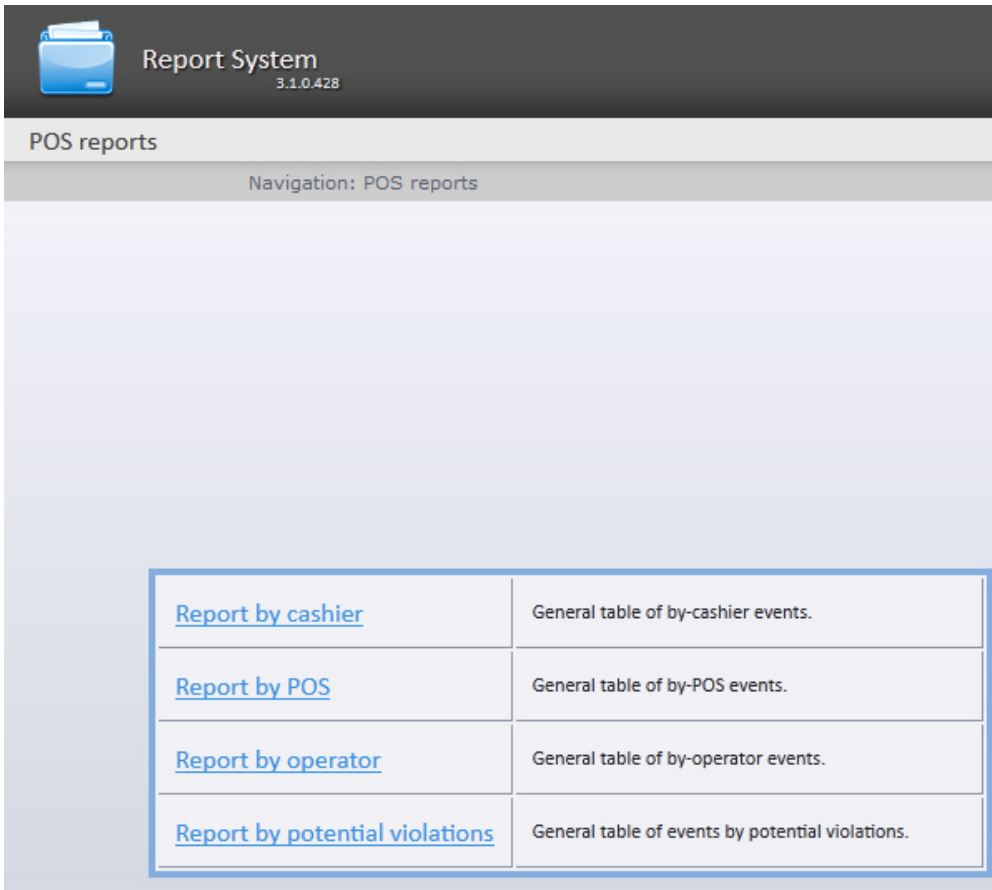 Report System
3.1.0.428
POS reports
Navigation: POS reports
Report by cashier
General table of by-cashier events.
Report by POS
General table of by-POS events.
Report by operator
General table of by-operator events.
Report by potential violations
General table of events by potential violations.